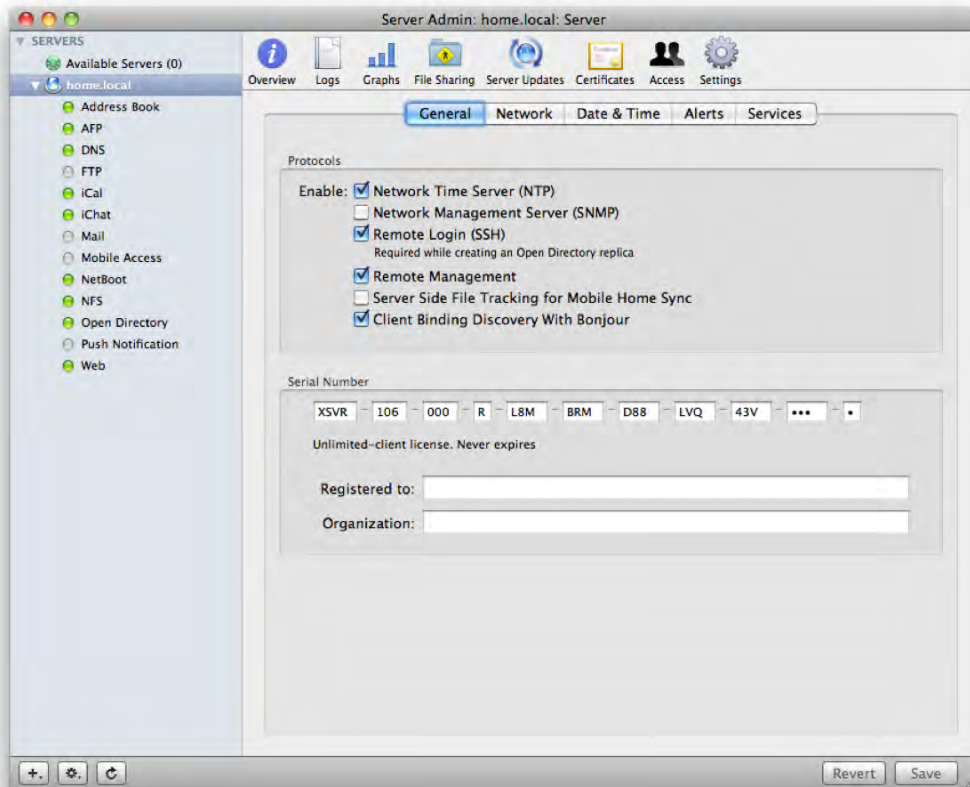 Server Admin: home.local: Server
SERVERS
Available Servers (0)
home.local
Address Book
AFP
DNS
FTP
iCal
iChat
Mail
Mobile Access
NetBoot
NFS
Open Directory
Push Notification
Web
Overview Logs Graphs File Sharing Server Updates Certificates Access Settings
General Network Date & Time Alerts Services
Protocols
Enable: Network Time Server (NTP)
Network Management Server (SNMP)
Remote Login (SSH)
Required while creating an Open Directory replica
Remote Management
Server Side File Tracking for Mobile Home Sync
Client Binding Discovery With Bonjour
Serial Number
XSVR - 106 - 000 - R - L8M - BRM - D88 - LVQ - 43V - ••• - •
Unlimited-client license. Never expires
Registered to:
Organization:
Revert Save